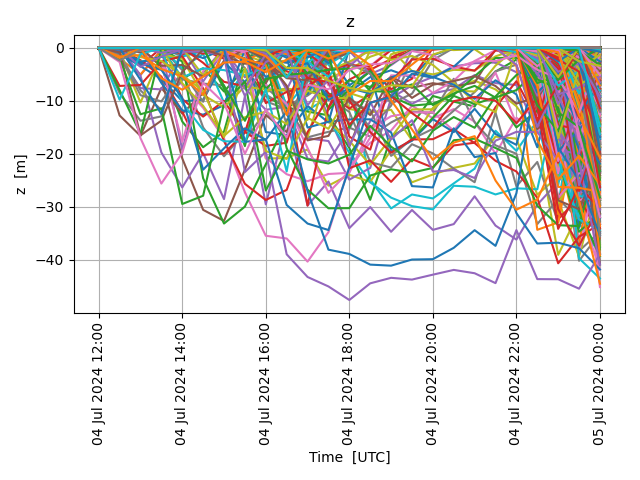 z
0
−10
−20
−30
−40
z [m]
04 Jul 2024 12:00
04 Jul 2024 14:00
04 Jul 2024 16:00
04 Jul 2024 18:00
04 Jul 2024 20:00
04 Jul 2024 22:00
05 Jul 2024 00:00
Time [UTC]